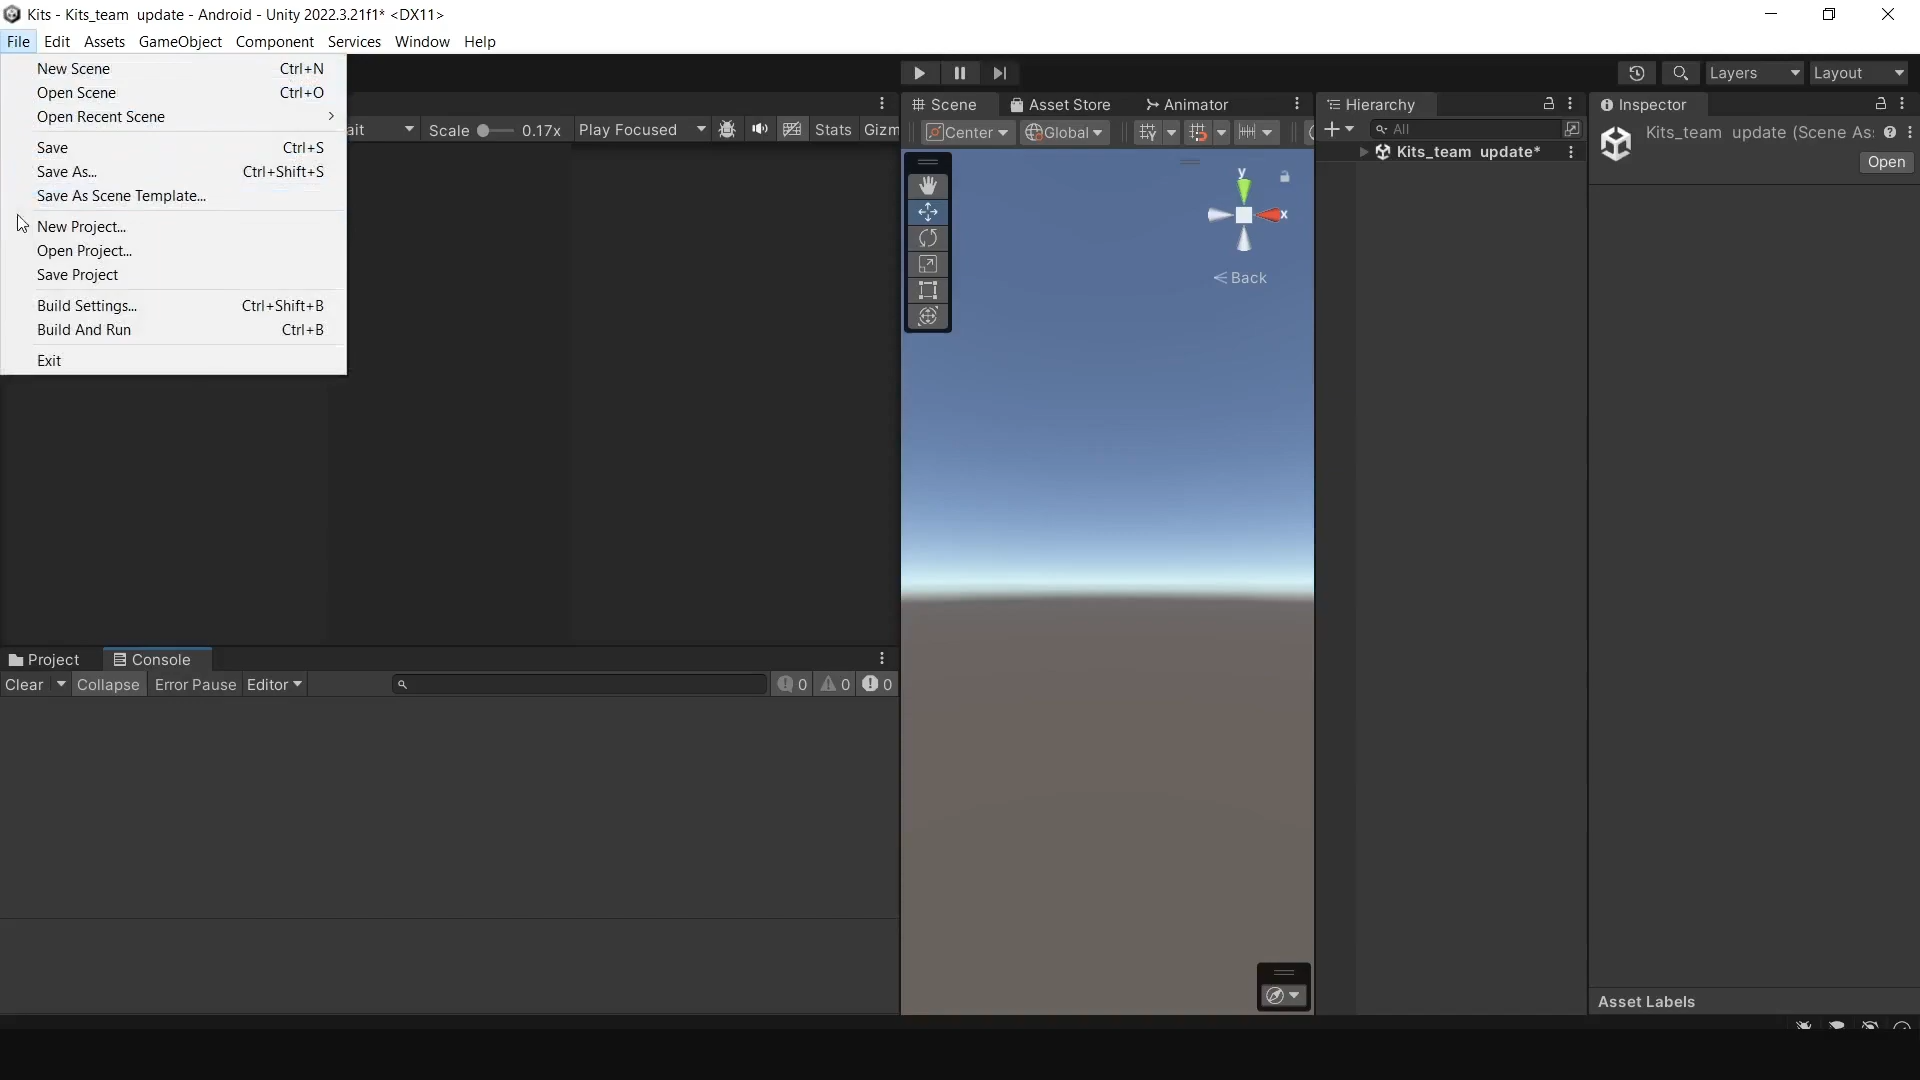 Kits - Kits_team update - Android - Unity 2022.3.21f1* <DX11>
File Edit Assets GameObject Component Services Window Help
New Scene Ctrl+N
Open Scene Ctrl+O
Open Recent Scene
Save Ctrl+S
Save As... Ctrl+Shift+S
Save As Scene Template...
New Project...
Open Project...
Save Project
Build Settings... Ctrl+Shift+B
Build And Run Ctrl+B
Exit
Layers Layout
ait Scale 0.17x Play Focused Stats Gizm
Scene Asset Store Animator
Center Global
y
x
Back
Hierarchy
All
Kits_team update*
Inspector
Kits_team update (Scene As
Open
Project Console
Clear Collapse Error Pause Editor 0 0 0
Asset Labels